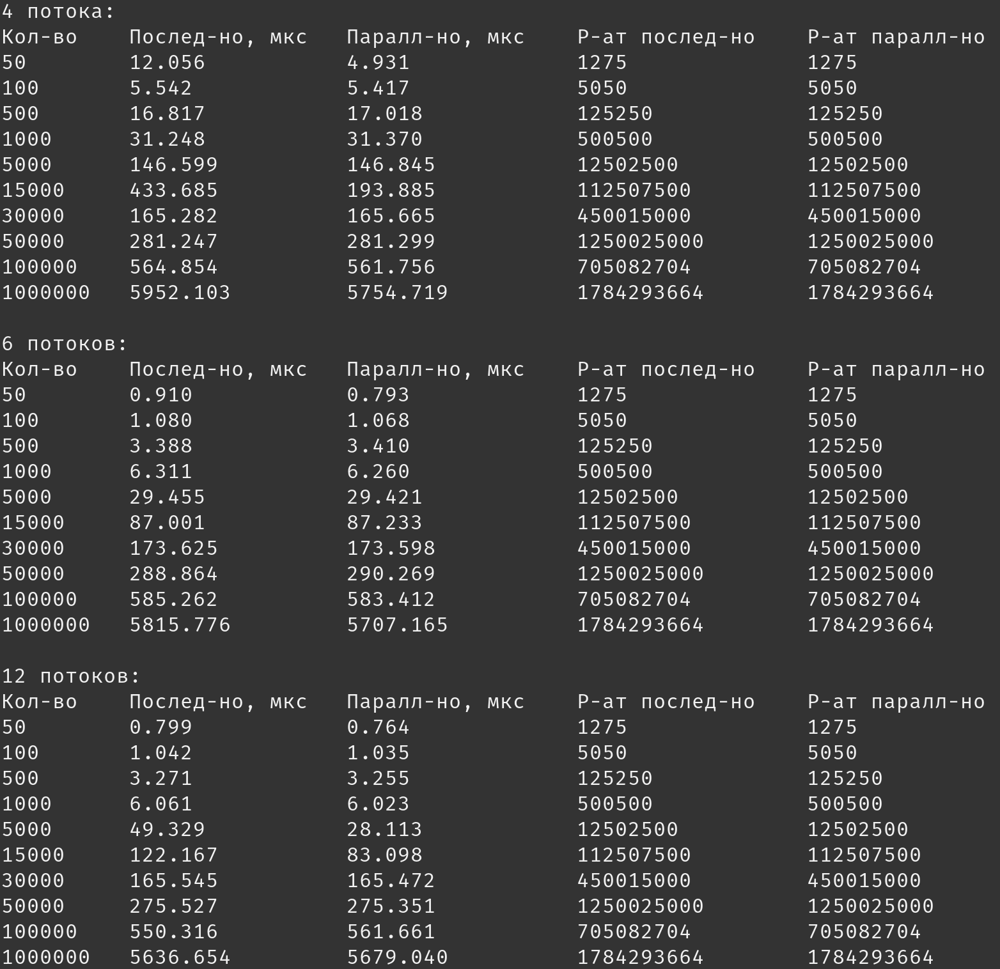 4 потока:
Кол-во Послед-но, мкс Паралл-но, мкс Р-ат послед-но Р-ат паралл-но
50 12.056 4.931 1275 1275
100 5.542 5.417 5050 5050
500 16.817 17.018 125250 125250
1000 31.248 31.370 500500 500500
5000 146.599 146.845 12502500 12502500
15000 433.685 193.885 112507500 112507500
30000 165.282 165.665 450015000 450015000
50000 281.247 281.299 1250025000 1250025000
100000 564.854 561.756 705082704 705082704
1000000 5952.103 5754.719 1784293664 1784293664
6 потоков:
Кол-во Послед-но, мкс Паралл-но, мкс Р-ат послед-но Р-ат паралл-но
50 0.910 0.793 1275 1275
100 1.080 1.068 5050 5050
500 3.388 3.410 125250 125250
1000 6.311 6.260 500500 500500
5000 29.455 29.421 12502500 12502500
15000 87.001 87.233 112507500 112507500
30000 173.625 173.598 450015000 450015000
50000 288.864 290.269 1250025000 1250025000
100000 585.262 583.412 705082704 705082704
1000000 5815.776 5707.165 1784293664 1784293664
12 потоков:
Кол-во Послед-но, мкс Паралл-но, мкс Р-ат послед-но Р-ат паралл-но
50 0.799 0.764 1275 1275
100 1.042 1.035 5050 5050
500 3.271 3.255 125250 125250
1000 6.061 6.023 500500 500500
5000 49.329 28.113 12502500 12502500
15000 122.167 83.098 112507500 112507500
30000 165.545 165.472 450015000 450015000
50000 275.527 275.351 1250025000 1250025000
100000 550.316 561.661 705082704 705082704
1000000 5636.654 5679.040 1784293664 1784293664